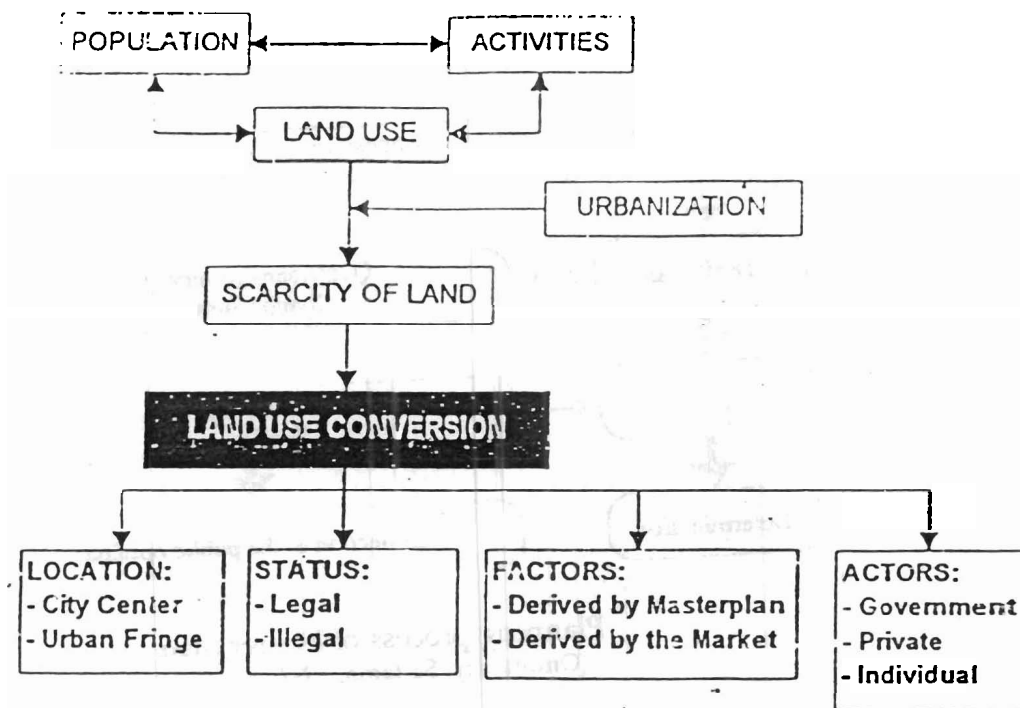 POPULATION
ACTIVITIES
LAND USE
URBANIZATION
SCARCITY OF LAND
LAND USE CONVERSION
LOCATION:
- City Center
- Urban Fringe
STATUS:
- Legal
- Illegal
FACTORS:
- Derived by Masterplan
- Derived by the Market
ACTORS:
- Government
- Private
- Individual